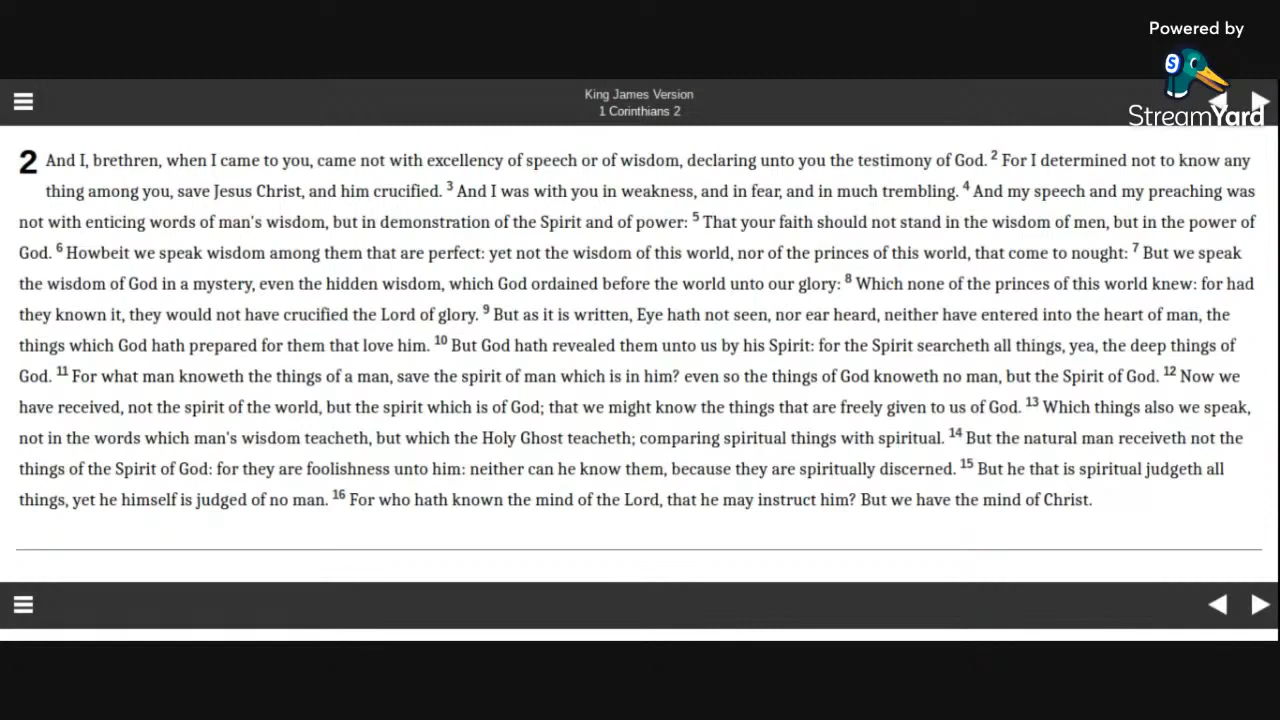 Powered by
StreamYard
King James Version
1 Corinthians 2
2 And I, brethren, when I came to you, came not with excellency of speech or of wisdom, declaring unto you the testimony of God. 2 For I determined not to know any
thing among you, save Jesus Christ, and him crucified. 3 And I was with you in weakness, and in fear, and in much trembling. 4 And my speech and my preaching was
not with enticing words of man's wisdom, but in demonstration of the Spirit and of power: 5 That your faith should not stand in the wisdom of men, but in the power of
God. 6 Howbeit we speak wisdom among them that are perfect: yet not the wisdom of this world, nor of the princes of this world, that come to nought: 7 But we speak
the wisdom of God in a mystery, even the hidden wisdom, which God ordained before the world unto our glory: 8 Which none of the princes of this world knew: for had
they known it, they would not have crucified the Lord of glory. 9 But as it is written, Eye hath not seen, nor ear heard, neither have entered into the heart of man, the
things which God hath prepared for them that love him. 10 But God hath revealed them unto us by his Spirit: for the Spirit searcheth all things, yea, the deep things of
God. 11 For what man knoweth the things of a man, save the spirit of man which is in him? even so the things of God knoweth no man, but the Spirit of God. 12 Now we
have received, not the spirit of the world, but the spirit which is of God; that we might know the things that are freely given to us of God. 13 Which things also we speak,
not in the words which man's wisdom teacheth, but which the Holy Ghost teacheth; comparing spiritual things with spiritual. 14 But the natural man receiveth not the
things of the Spirit of God: for they are foolishness unto him: neither can he know them, because they are spiritually discerned. 15 But he that is spiritual judgeth all
things, yet he himself is judged of no man. 16 For who hath known the mind of the Lord, that he may instruct him? But we have the mind of Christ.